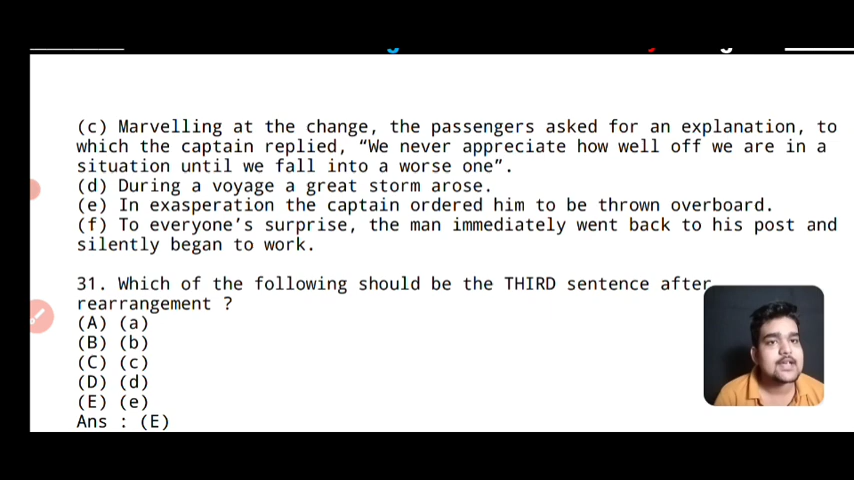 (c) Marvelling at the change, the passengers asked for an explanation, to
which the captain replied, “We never appreciate how well off we are in a
situation until we fall into a worse one”.
(d) During a voyage a great storm arose.
(e) In exasperation the captain ordered him to be thrown overboard.
(f) To everyone’s surprise, the man immediately went back to his post and
silently began to work.
31. Which of the following should be the THIRD sentence after
rearrangement ?
(A) (a)
(B) (b)
(C) (c)
(D) (d)
(E) (e)
Ans : (E)